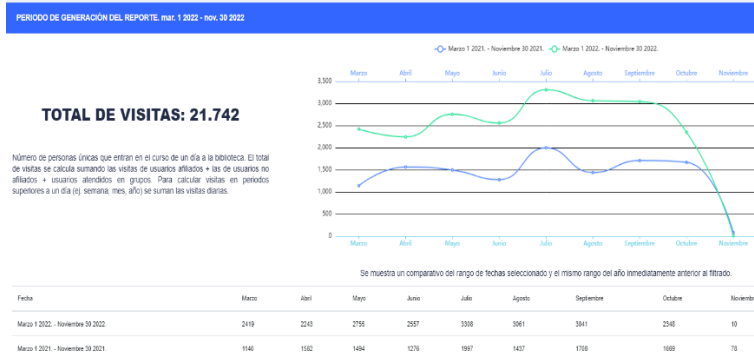 PERIODO DE GENERACIÓN DEL REPORTE. mar. 1 2022 - nov. 30 2022
Marzo 1 2021. - Noviembre 30 2021. Marzo 1 2022. - Noviembre 30 2022.
Marzo Abril Mayo Junio Julio Agosto Septiembre Octubre Noviembre
3,500
3,000
2,500
2,000
1,500
1,000
500
0
Marzo Abril Mayo Junio Julio Agosto Septiembre Octubre Noviembre
TOTAL DE VISITAS: 21.742
Número de personas únicas que entran en el curso de un día a la biblioteca. El total
de visitas se calcula sumando las visitas de usuarios afiliados + las de usuarios no
afiliados + usuarios atendidos en grupos. Para calcular visitas en periodos
superiores a un día (ej. semana, mes, año) se suman las visitas diarias.
Se muestra un comparativo del rango de fechas seleccionado y el mismo rango del año inmediatamente anterior al filtrado.
Fecha Marzo Abril Mayo Junio Julio Agosto Septiembre Octubre Noviembr
Marzo 1 2022. - Noviembre 30 2022. 2419 2243 2755 2557 3308 3061 3041 2348 10
Marzo 1 2021. - Noviembre 30 2021. 1146 1582 1494 1276 1997 1437 1708 1669 78